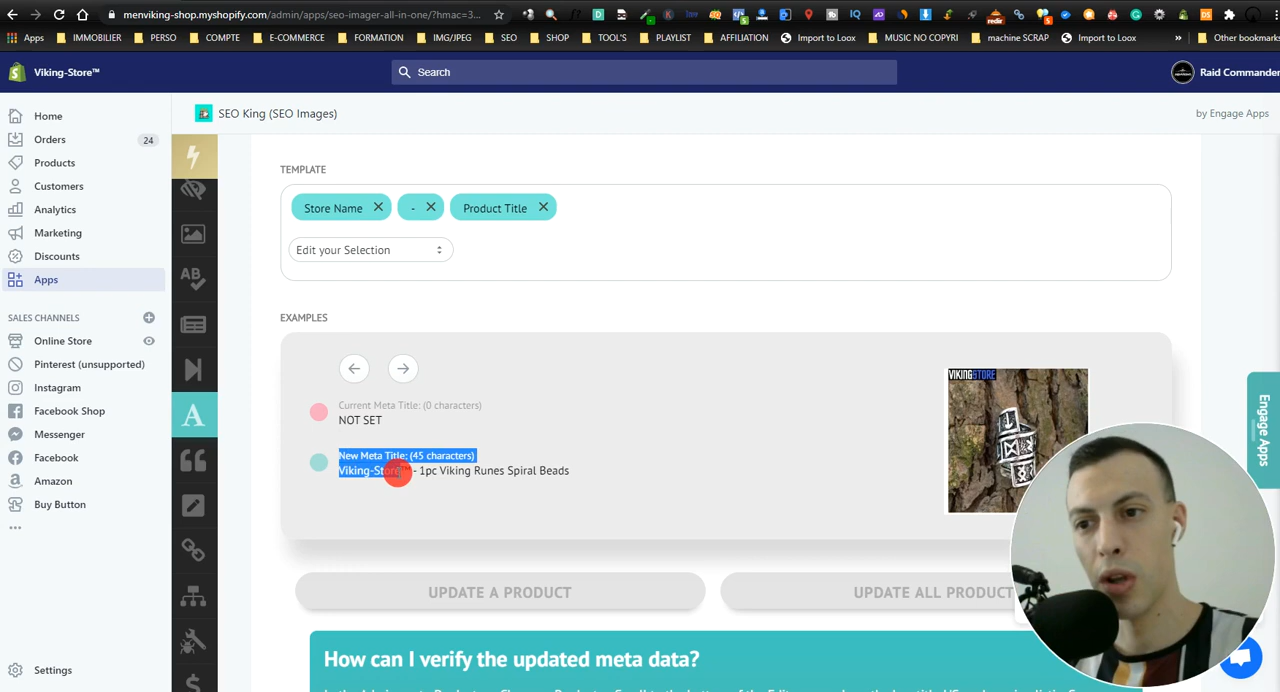 menviking-shop.myshopify.com/admin/apps/seo-imager-all-in-one/?hmac=3...
Apps IMMOBILIER PERSO COMPTE E-COMMERCE FORMATION IMG/JPEG SEO SHOP TOOL'S PLAYLIST AFFILIATION Import to Loox MUSIC NO COPYRI machine SCRAP Import to Loox » Other bookmarks
Viking-Store™
Search
Raid Commander
Home
Orders 24
Products
Customers
Analytics
Marketing
Discounts
Apps
SALES CHANNELS
Online Store
Pinterest (unsupported)
Instagram
Facebook Shop
Messenger
Facebook
Amazon
Buy Button
Settings
SEO King (SEO Images)
by Engage Apps
TEMPLATE
Store Name - Product Title
Edit your Selection
EXAMPLES
Current Meta Title: (0 characters)
NOT SET
New Meta Title: (45 characters)
Viking-Store™ - 1pc Viking Runes Spiral Beads
VIKINGSTORE
UPDATE A PRODUCT
UPDATE ALL PRODUCT
How can I verify the updated meta data?
Engage Apps